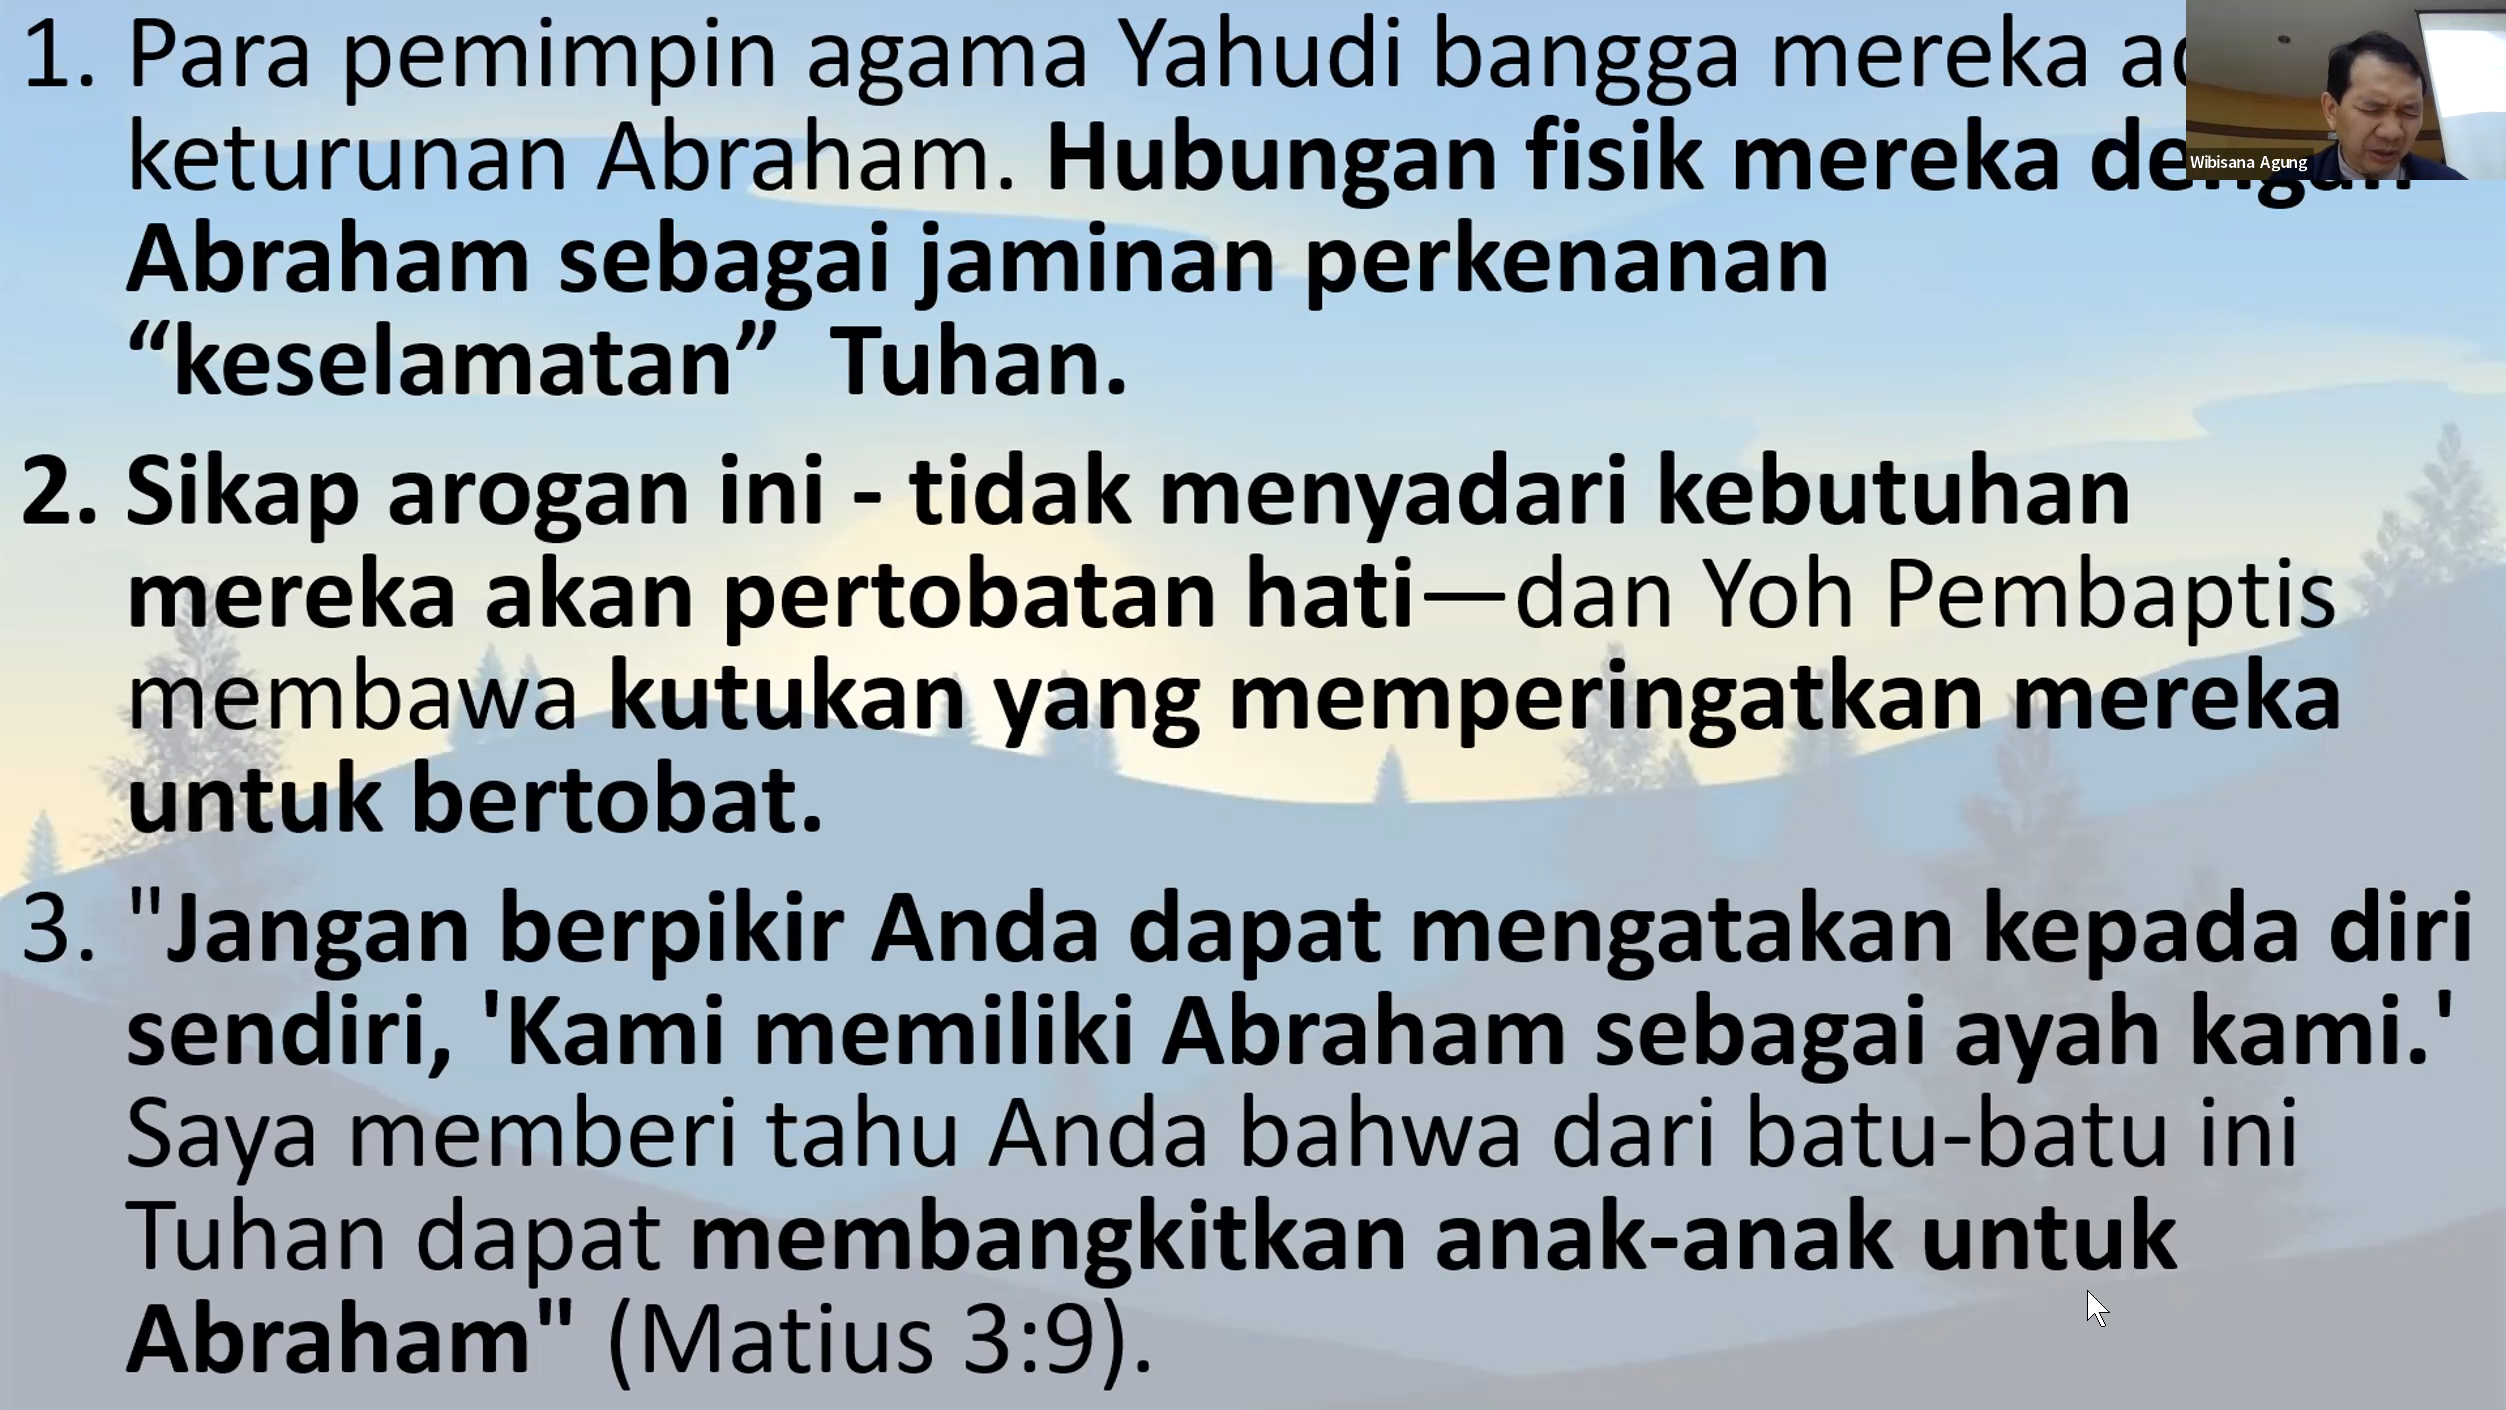 1. Para pemimpin agama Yahudi bangga mereka
keturunan Abraham. Hubungan fisik mereka dengan
Abraham sebagai jaminan perkenanan
“keselamatan”  Tuhan.
2. Sikap arogan ini - tidak menyadari kebutuhan
mereka akan pertobatan hati—dan Yoh Pembaptis
membawa kutukan yang memperingatkan mereka
untuk bertobat.
3. "Jangan berpikir Anda dapat mengatakan kepada diri
sendiri, 'Kami memiliki Abraham sebagai ayah kami.'
Saya memberi tahu Anda bahwa dari batu-batu ini
Tuhan dapat membangkitkan anak-anak untuk
Abraham" (Matius 3:9).
Wibisana Agung